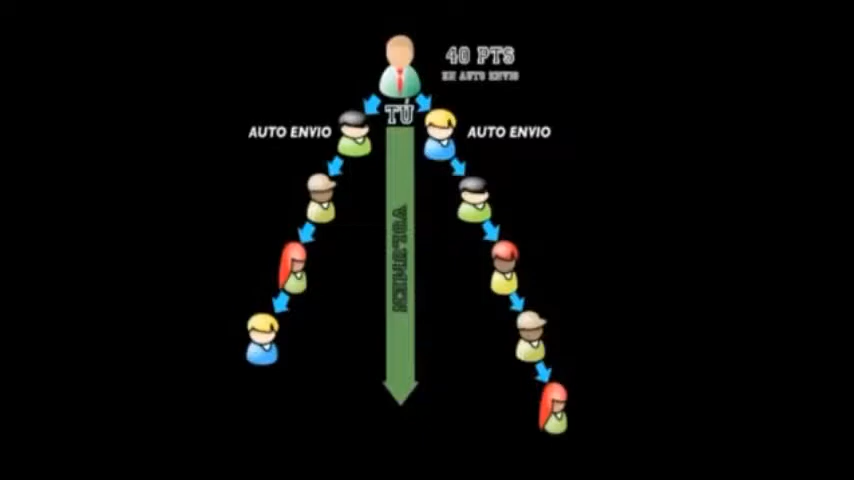 40 PTS
EN AUTO ENVIO
TÚ
AUTO ENVIO
AUTO ENVIO
VOLUMEN